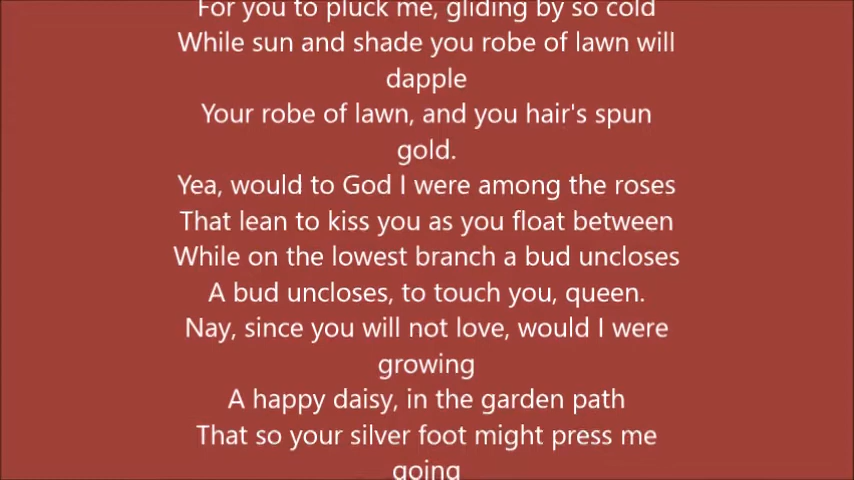 For you to pluck me, gliding by so cold
While sun and shade you robe of lawn will
dapple
Your robe of lawn, and you hair's spun
gold.
Yea, would to God I were among the roses
That lean to kiss you as you float between
While on the lowest branch a bud uncloses
A bud uncloses, to touch you, queen.
Nay, since you will not love, would I were
growing
A happy daisy, in the garden path
That so your silver foot might press me
going